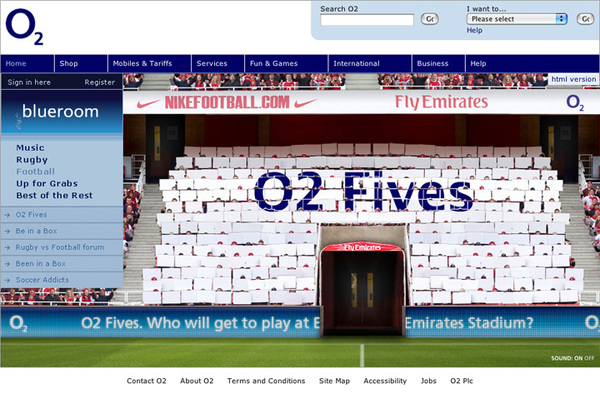 O2
Search O2
Go
I want to...
Please select
Go
Help
Home
Shop
Mobiles & Tariffs
Services
Fun & Games
International
Business
Help
Sign in here
Register
html version
blueroom
Music
Rugby
Football
Up for Grabs
Best of the Rest
O2 Fives
Be in a Box
Rugby vs Football forum
Been in a Box
Soccer Addicts
NIKEFOOTBALL.COM
Fly Emirates
O2
O2 Fives
Fly Emirates
O2
O2 Fives. Who will get to play at E
Emirates Stadium?
O
SOUND: ON OFF
Contact O2
About O2
Terms and Conditions
Site Map
Accessibility
Jobs
O2 Plc